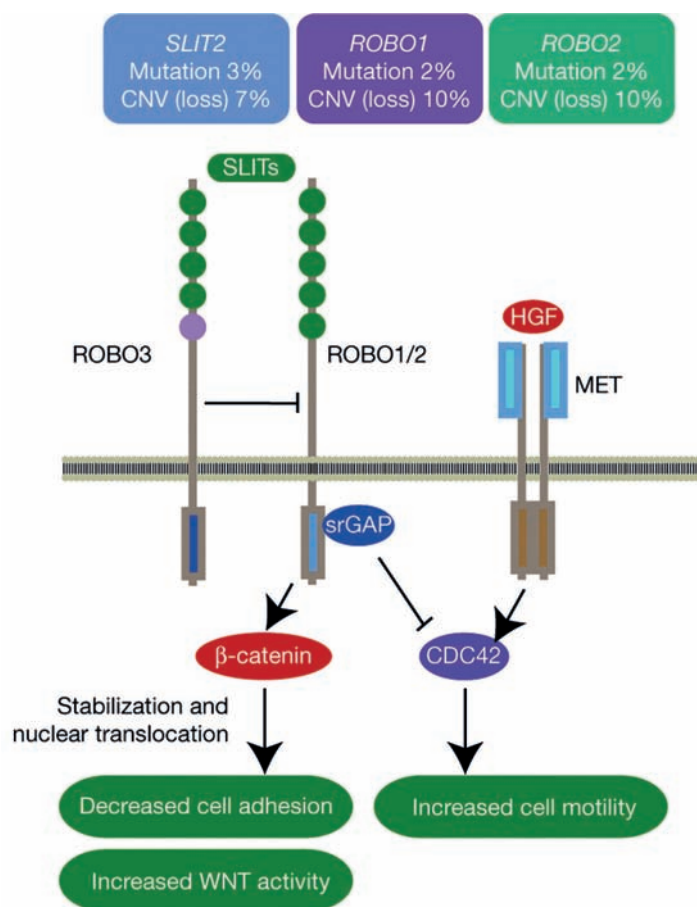 SLIT2
Mutation 3%
CNV (loss) 7%
ROBO1
Mutation 2%
CNV (loss) 10%
ROBO2
Mutation 2%
CNV (loss) 10%
SLITs
HGF
ROBO3
ROBO1/2
MET
srGAP
β-catenin
CDC42
Stabilization and
nuclear translocation
Decreased cell adhesion
Increased cell motility
Increased WNT activity